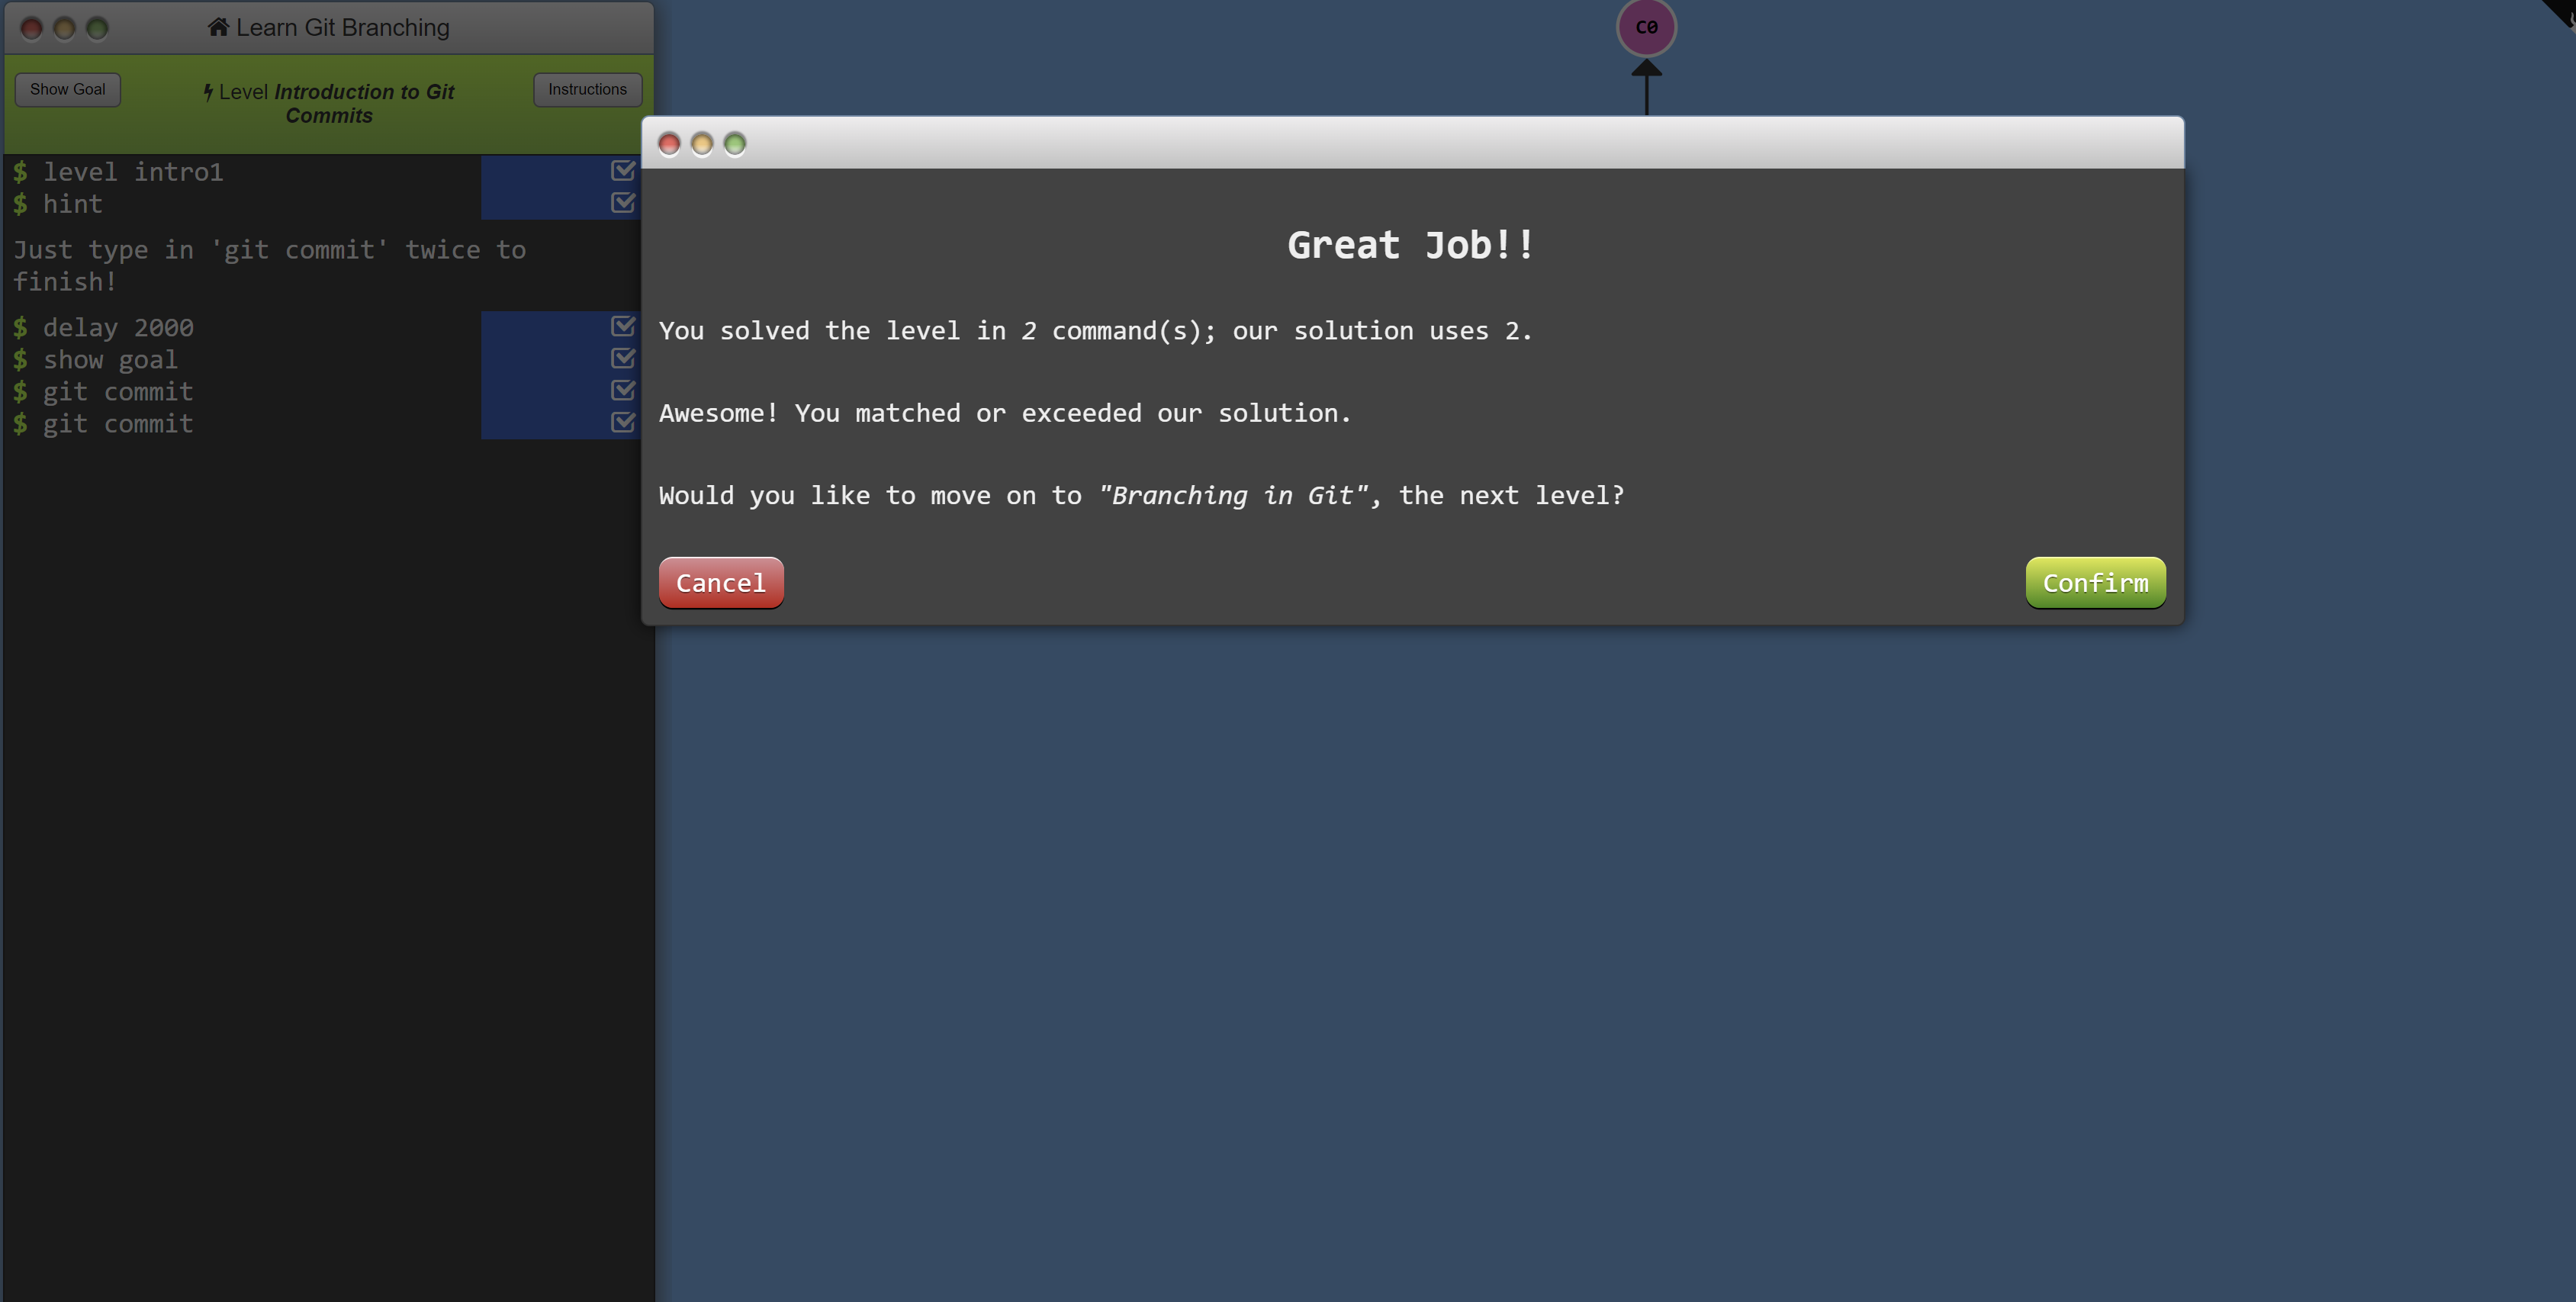 Learn Git Branching
Show Goal
Level Introduction to Git
Commits
Instructions
$ level intro1
$ hint
Just type in 'git commit' twice to
finish!
$ delay 2000
$ show goal
$ git commit
$ git commit
C0
Great Job!!
You solved the level in 2 command(s); our solution uses 2.
Awesome! You matched or exceeded our solution.
Would you like to move on to "Branching in Git", the next level?
Cancel
Confirm